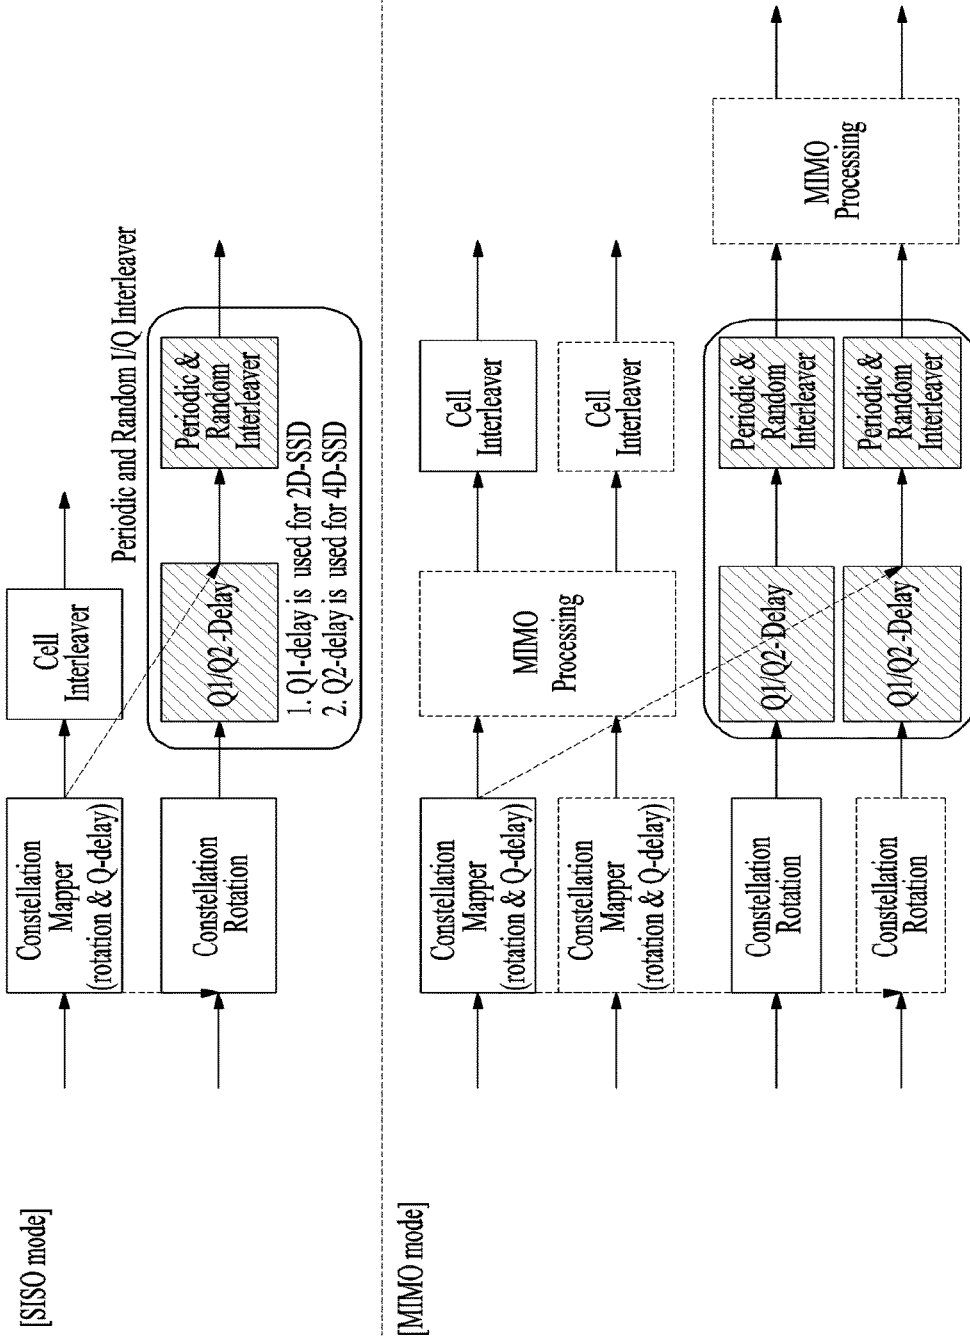 [SISO mode]
Constellation
Mapper
(rotation & Q-delay)
Cell
Interleaver
Periodic and Random I/Q Interleaver
Constellation
Rotation
Q1/Q2-Delay
Periodic &
Random
Interleaver
1. Q1-delay is used for 2D-SSD
2. Q2-delay is used for 4D-SSD
[MIMO mode]
Constellation
Mapper
(rotation & Q-delay)
Constellation
Mapper
(rotation & Q-delay)
MIMO
Processing
Cell
Interleaver
Cell
Interleaver
Constellation
Rotation
Constellation
Rotation
Q1/Q2-Delay
Q1/Q2-Delay
Periodic &
Random
Interleaver
Periodic &
Random
Interleaver
MIMO
Processing